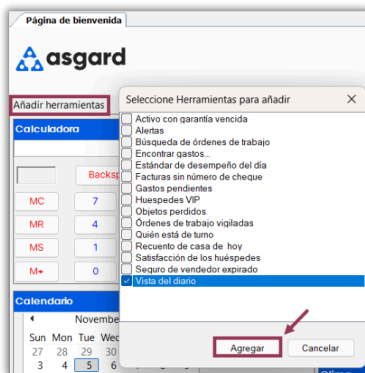 Página de bienvenida
asgard
Añadir herramientas
Seleccione Herramientas para añadir
Activo con garantía vencida
Alertas
Búsqueda de órdenes de trabajo
Encontrar gastos...
Estándar de desempeño del día
Facturas sin número de cheque
Gastos pendientes
Huespedes VIP
Objetos perdidos
Órdenes de trabajo vigiladas
Quién está de turno
Recuento de casa de hoy
Satisfacción de los huéspedes
Seguro de vendedor expirado
Vista del diario
Agregar Cancelar
Calculadora
Backsp
MC 7
MR 4
MS 1
M+ 0
Calendario
Novembe
Sun Mon Tue Wed
27 28 29 30
3 4 5 6